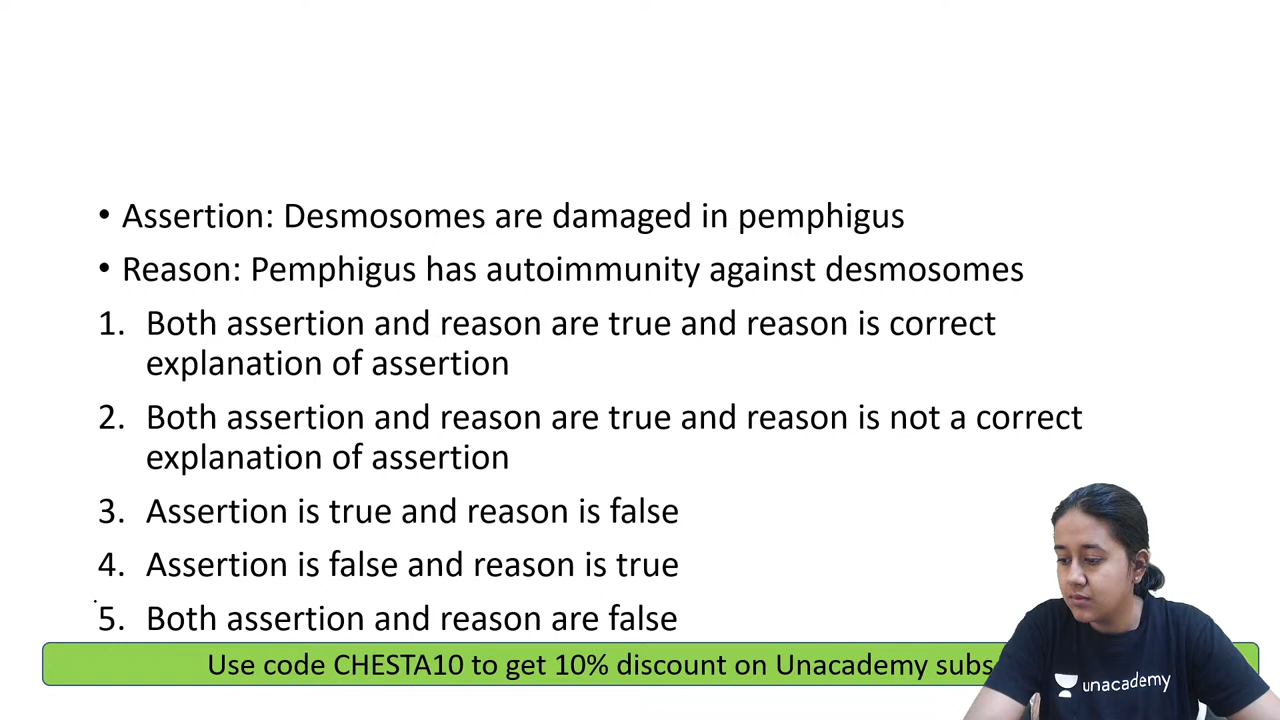 • Assertion: Desmosomes are damaged in pemphigus
• Reason: Pemphigus has autoimmunity against desmosomes
1. Both assertion and reason are true and reason is correct
explanation of assertion
2. Both assertion and reason are true and reason is not a correct
explanation of assertion
3. Assertion is true and reason is false
4. Assertion is false and reason is true
5. Both assertion and reason are false
Use code CHESTA10 to get 10% discount on Unacademy subs
unacademy